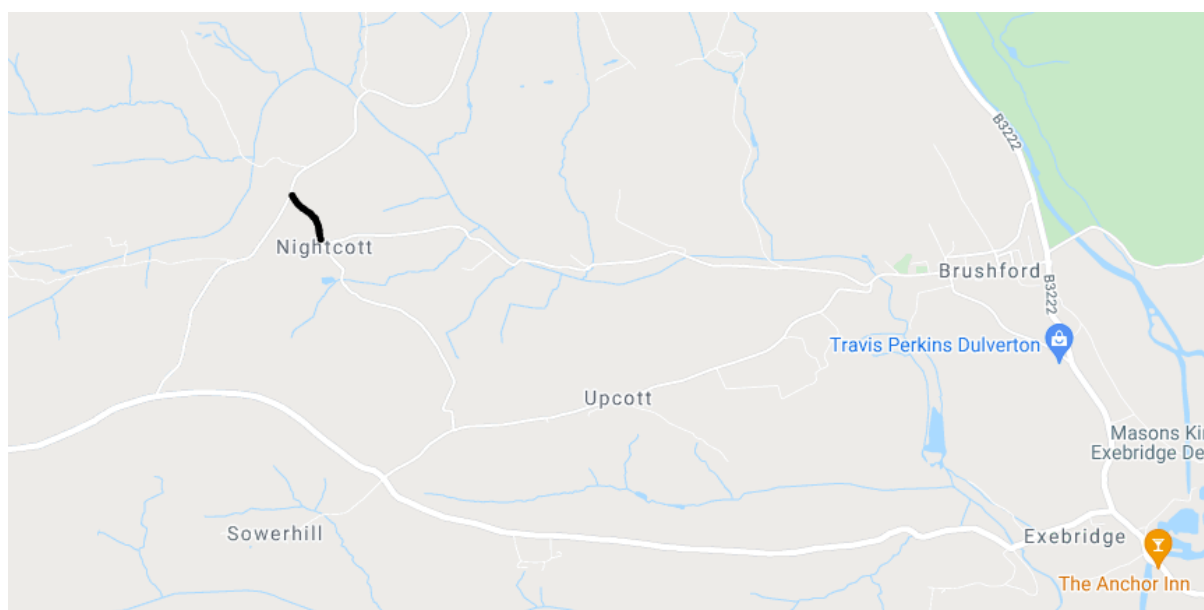 B3222
Nightcott
Brushford
B3222
Travis Perkins Dulverton
Upcott
Masons Ki
Exebridge De
Sowerhill
Exebridge
The Anchor Inn